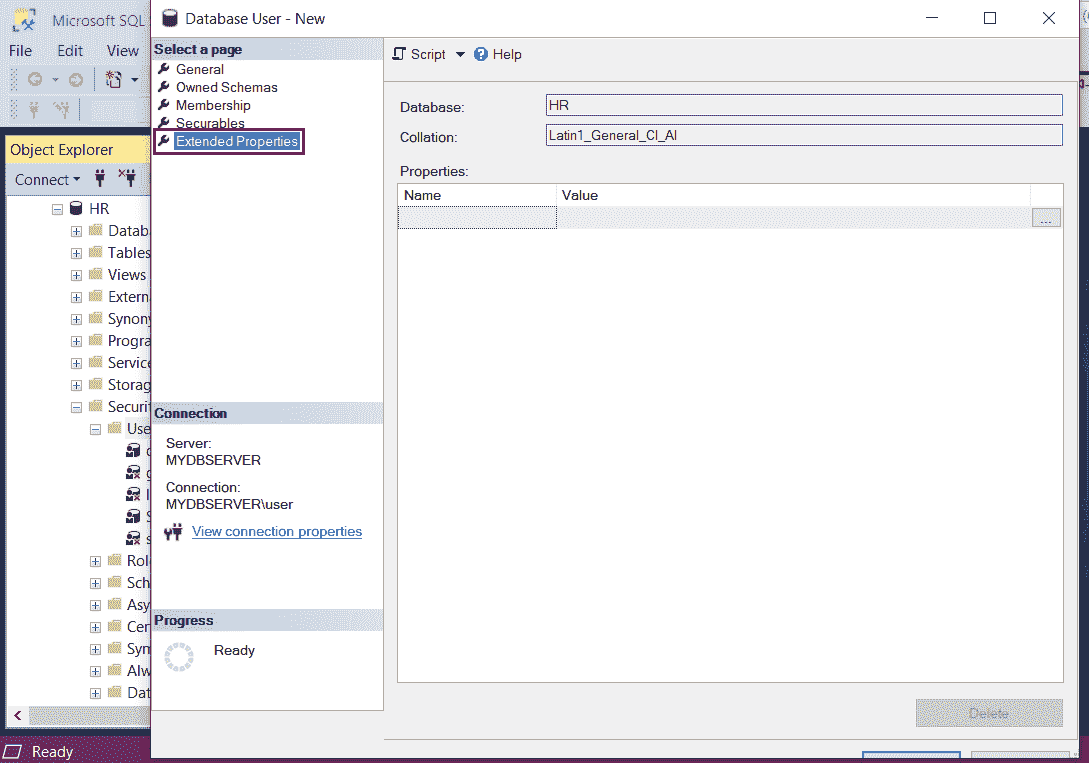 Microsoft SQL
Database User - New
File Edit View
Select a page
General
Owned Schemas
Membership
Securables
Extended Properties
Script
Help
Database:
HR
Collation:
Latin1_General_CI_AI
Properties:
Name Value
...
Object Explorer
Connect
HR
Datab
Tables
Views
Extern
Synony
Progra
Service
Storag
Securit
Use
Rol
Sch
Asy
Cer
Sym
Alw
Dat
Connection
Server:
MYDBSERVER
Connection:
MYDBSERVER\user
View connection properties
Progress
Ready
Delete
Ready